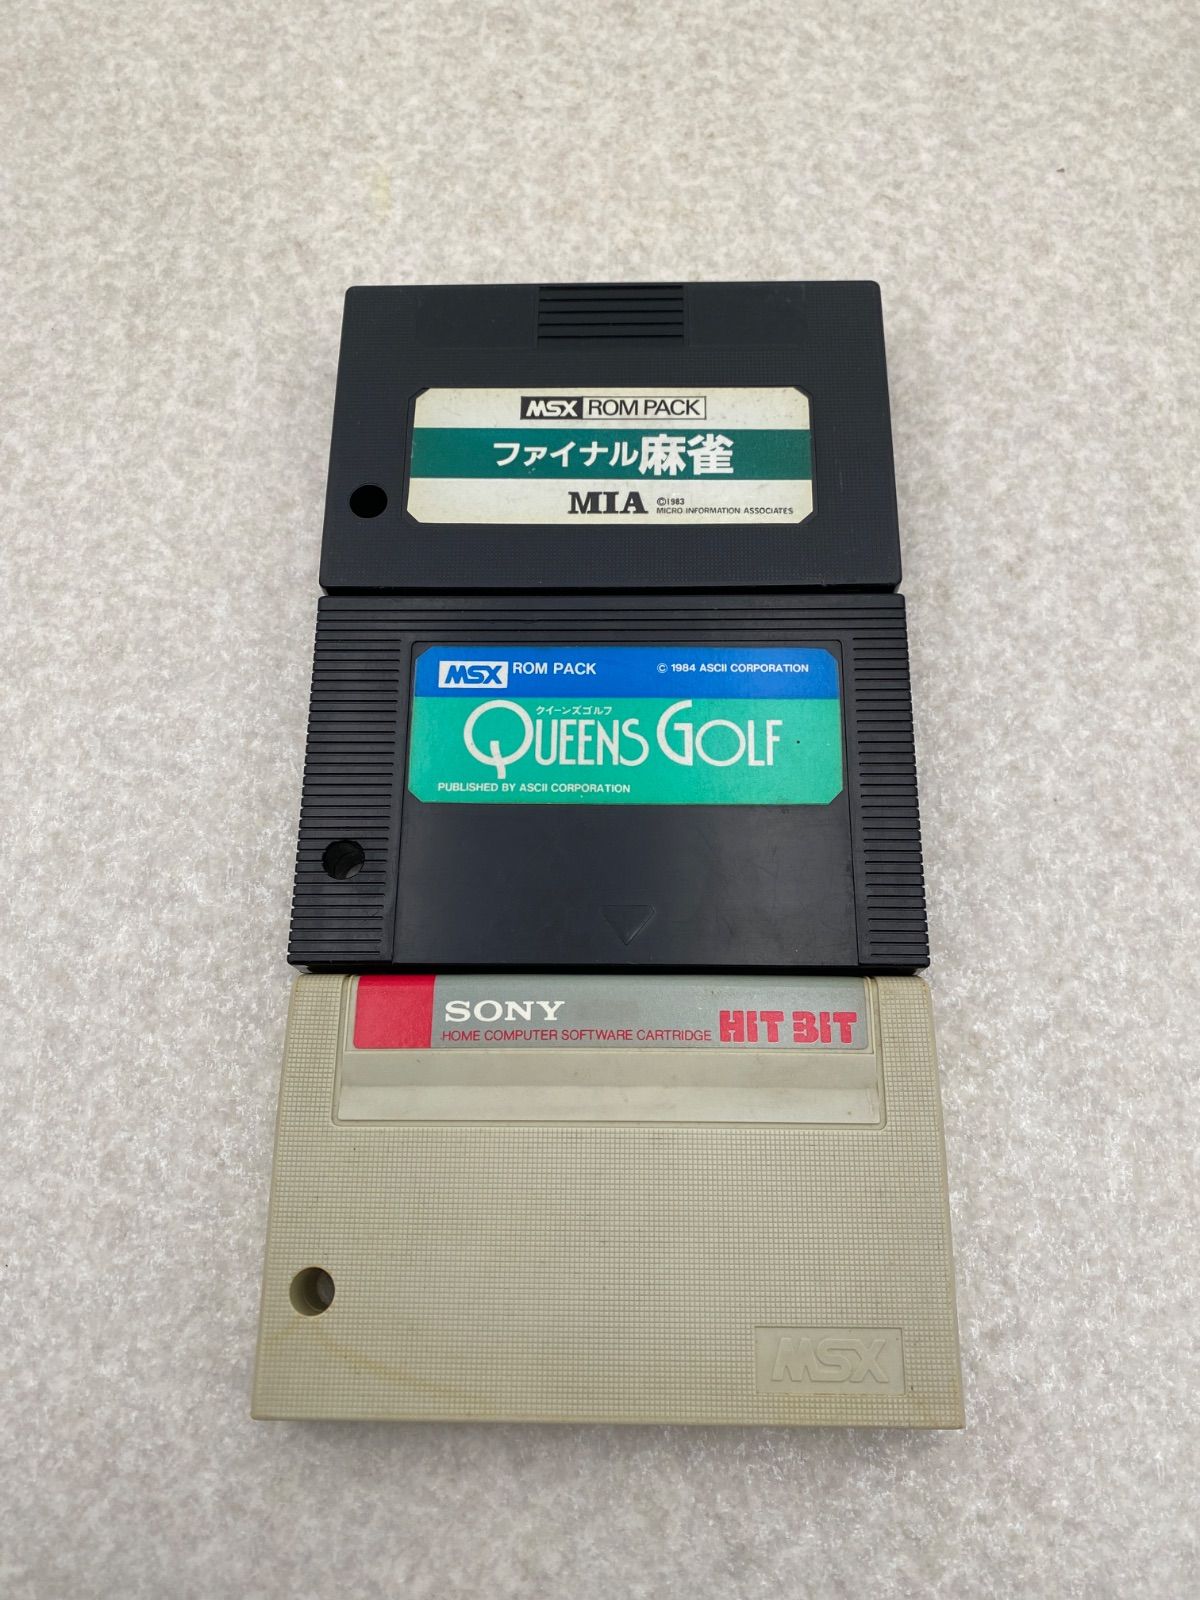 MSX ROM PACK
ファイナル麻雀
MIA ©1983
MICRO INFORMATION ASSOCIATES
MSX ROM PACK © 1984 ASCII CORPORATION
クイーンズゴルフ
QUEENS GOLF
PUBLISHED BY ASCII CORPORATION
SONY
HOME COMPUTER SOFTWARE CARTRIDGE HIT BIT
MSX